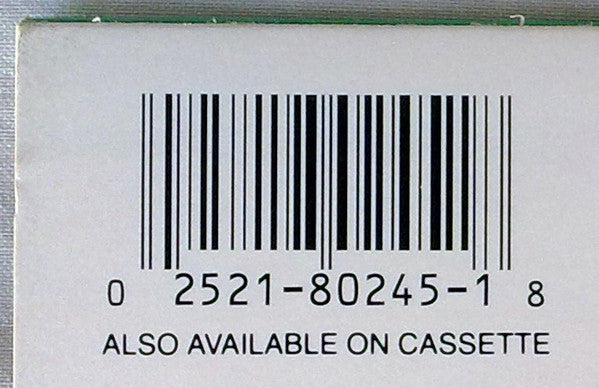 0 2521-80245-1 8
ALSO AVAILABLE ON CASSETTE